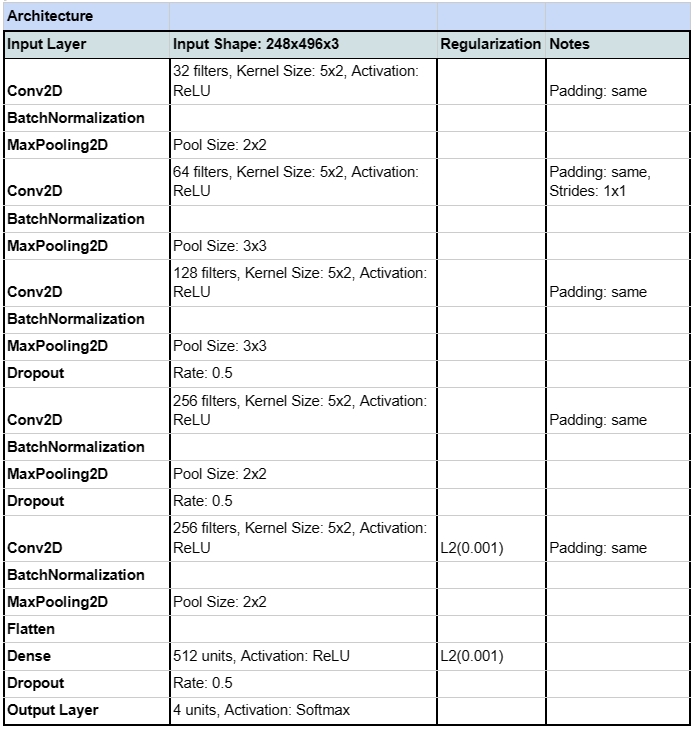 Architecture
Input Layer Input Shape: 248x496x3 Regularization Notes
32 filters, Kernel Size: 5x2, Activation:
Conv2D ReLU Padding: same
BatchNormalization
MaxPooling2D Pool Size: 2x2
64 filters, Kernel Size: 5x2, Activation: Padding: same,
Conv2D ReLU Strides: 1x1
BatchNormalization
MaxPooling2D Pool Size: 3x3
128 filters, Kernel Size: 5x2, Activation:
Conv2D ReLU Padding: same
BatchNormalization
MaxPooling2D Pool Size: 3x3
Dropout Rate: 0.5
256 filters, Kernel Size: 5x2, Activation:
Conv2D ReLU Padding: same
BatchNormalization
MaxPooling2D Pool Size: 2x2
Dropout Rate: 0.5
256 filters, Kernel Size: 5x2, Activation:
Conv2D ReLU L2(0.001) Padding: same
BatchNormalization
MaxPooling2D Pool Size: 2x2
Flatten
Dense 512 units, Activation: ReLU L2(0.001)
Dropout Rate: 0.5
Output Layer 4 units, Activation: Softmax